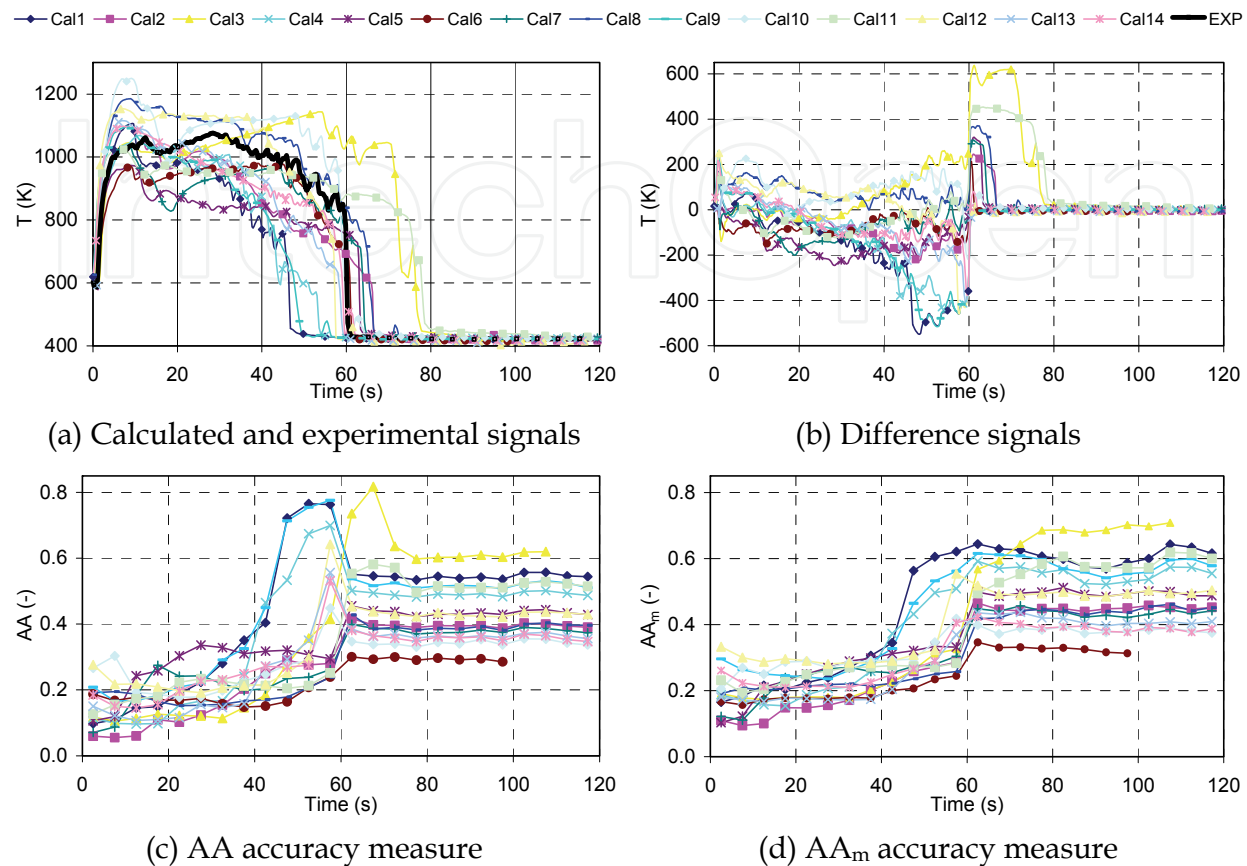 Cal1 Cal2 Cal3 Cal4 Cal5 Cal6 Cal7 Cal8 Cal9 Cal10 Cal11 Cal12 Cal13 Cal14 EXP
1200
1000
800
600
400
T (K)
0 20 40 60 80 100 120
Time (s)
(a) Calculated and experimental signals
600
400
200
0
-200
-400
-600
T (K)
0 20 40 60 80 100 120
Time (s)
(b) Difference signals
0.8
0.6
0.4
0.2
0.0
AA (-)
0 20 40 60 80 100 120
Time (s)
(c) AA accuracy measure
0.8
0.6
0.4
0.2
0.0
AAm (-)
0 20 40 60 80 100 120
Time (s)
(d) AAm accuracy measure